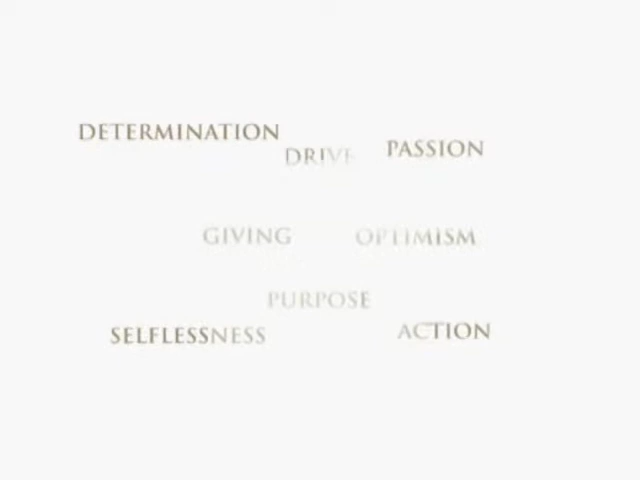 DETERMINATION
DRIVE
PASSION
GIVING
OPTIMISM
PURPOSE
SELFLESSNESS
ACTION